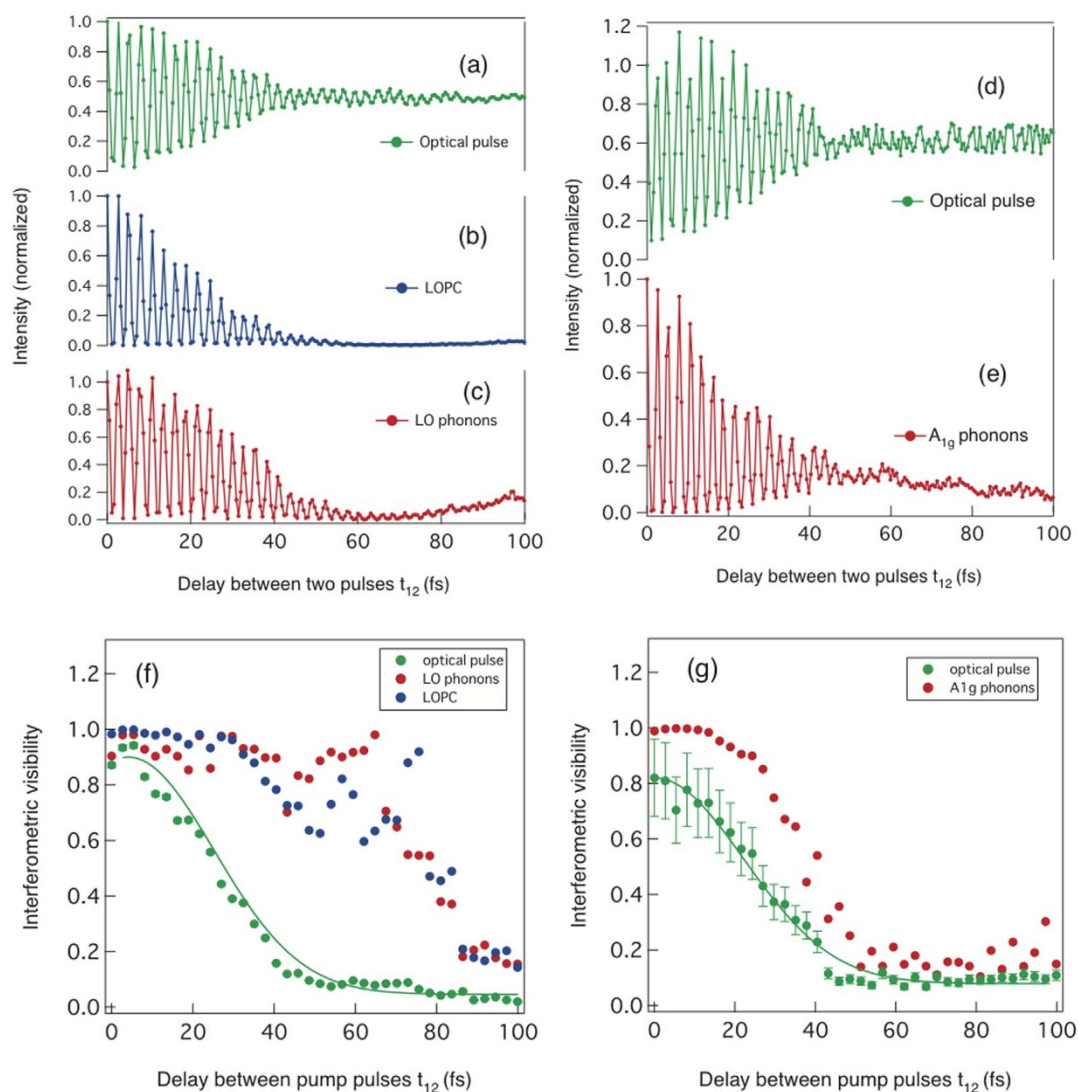 1.0
0.8
0.6
0.4
0.2
0.0
(a)
Optical pulse
1.0
0.8
0.6
0.4
0.2
0.0
(b)
LOPC
1.0
0.8
0.6
0.4
0.2
0.0
(c)
LO phonons
Intensity (normalized)
0 20 40 60 80 100
Delay between two pulses t₁₂ (fs)
1.2
1.0
0.8
0.6
0.4
0.2
0.0
(d)
Optical pulse
1.0
0.8
0.6
0.4
0.2
0.0
(e)
A₁g phonons
Intensity (normalized)
0 20 40 60 80 100
Delay between two pulses t₁₂ (fs)
(f)
optical pulse
LO phonons
LOPC
1.2
1.0
0.8
0.6
0.4
0.2
0.0
Interferometric visibility
0 20 40 60 80 100
Delay between pump pulses t₁₂ (fs)
(g)
optical pulse
A1g phonons
1.2
1.0
0.8
0.6
0.4
0.2
0.0
Interferometric visibility
0 20 40 60 80 100
Delay between pump pulses t₁₂ (fs)